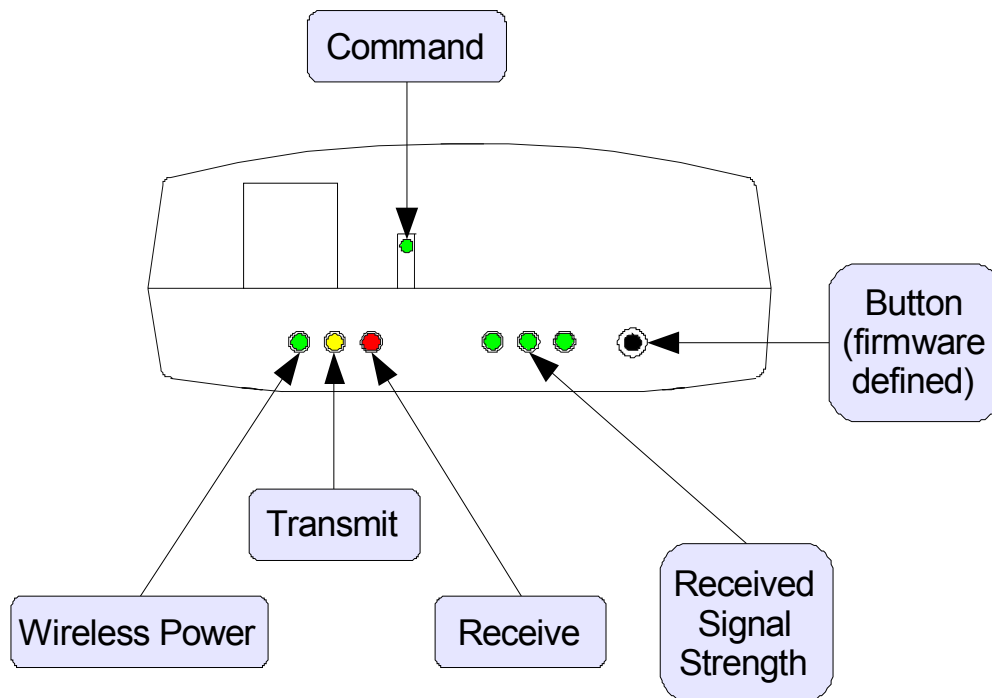 Command
Button
(firmware
defined)
Transmit
Wireless Power
Receive
Received
Signal
Strength